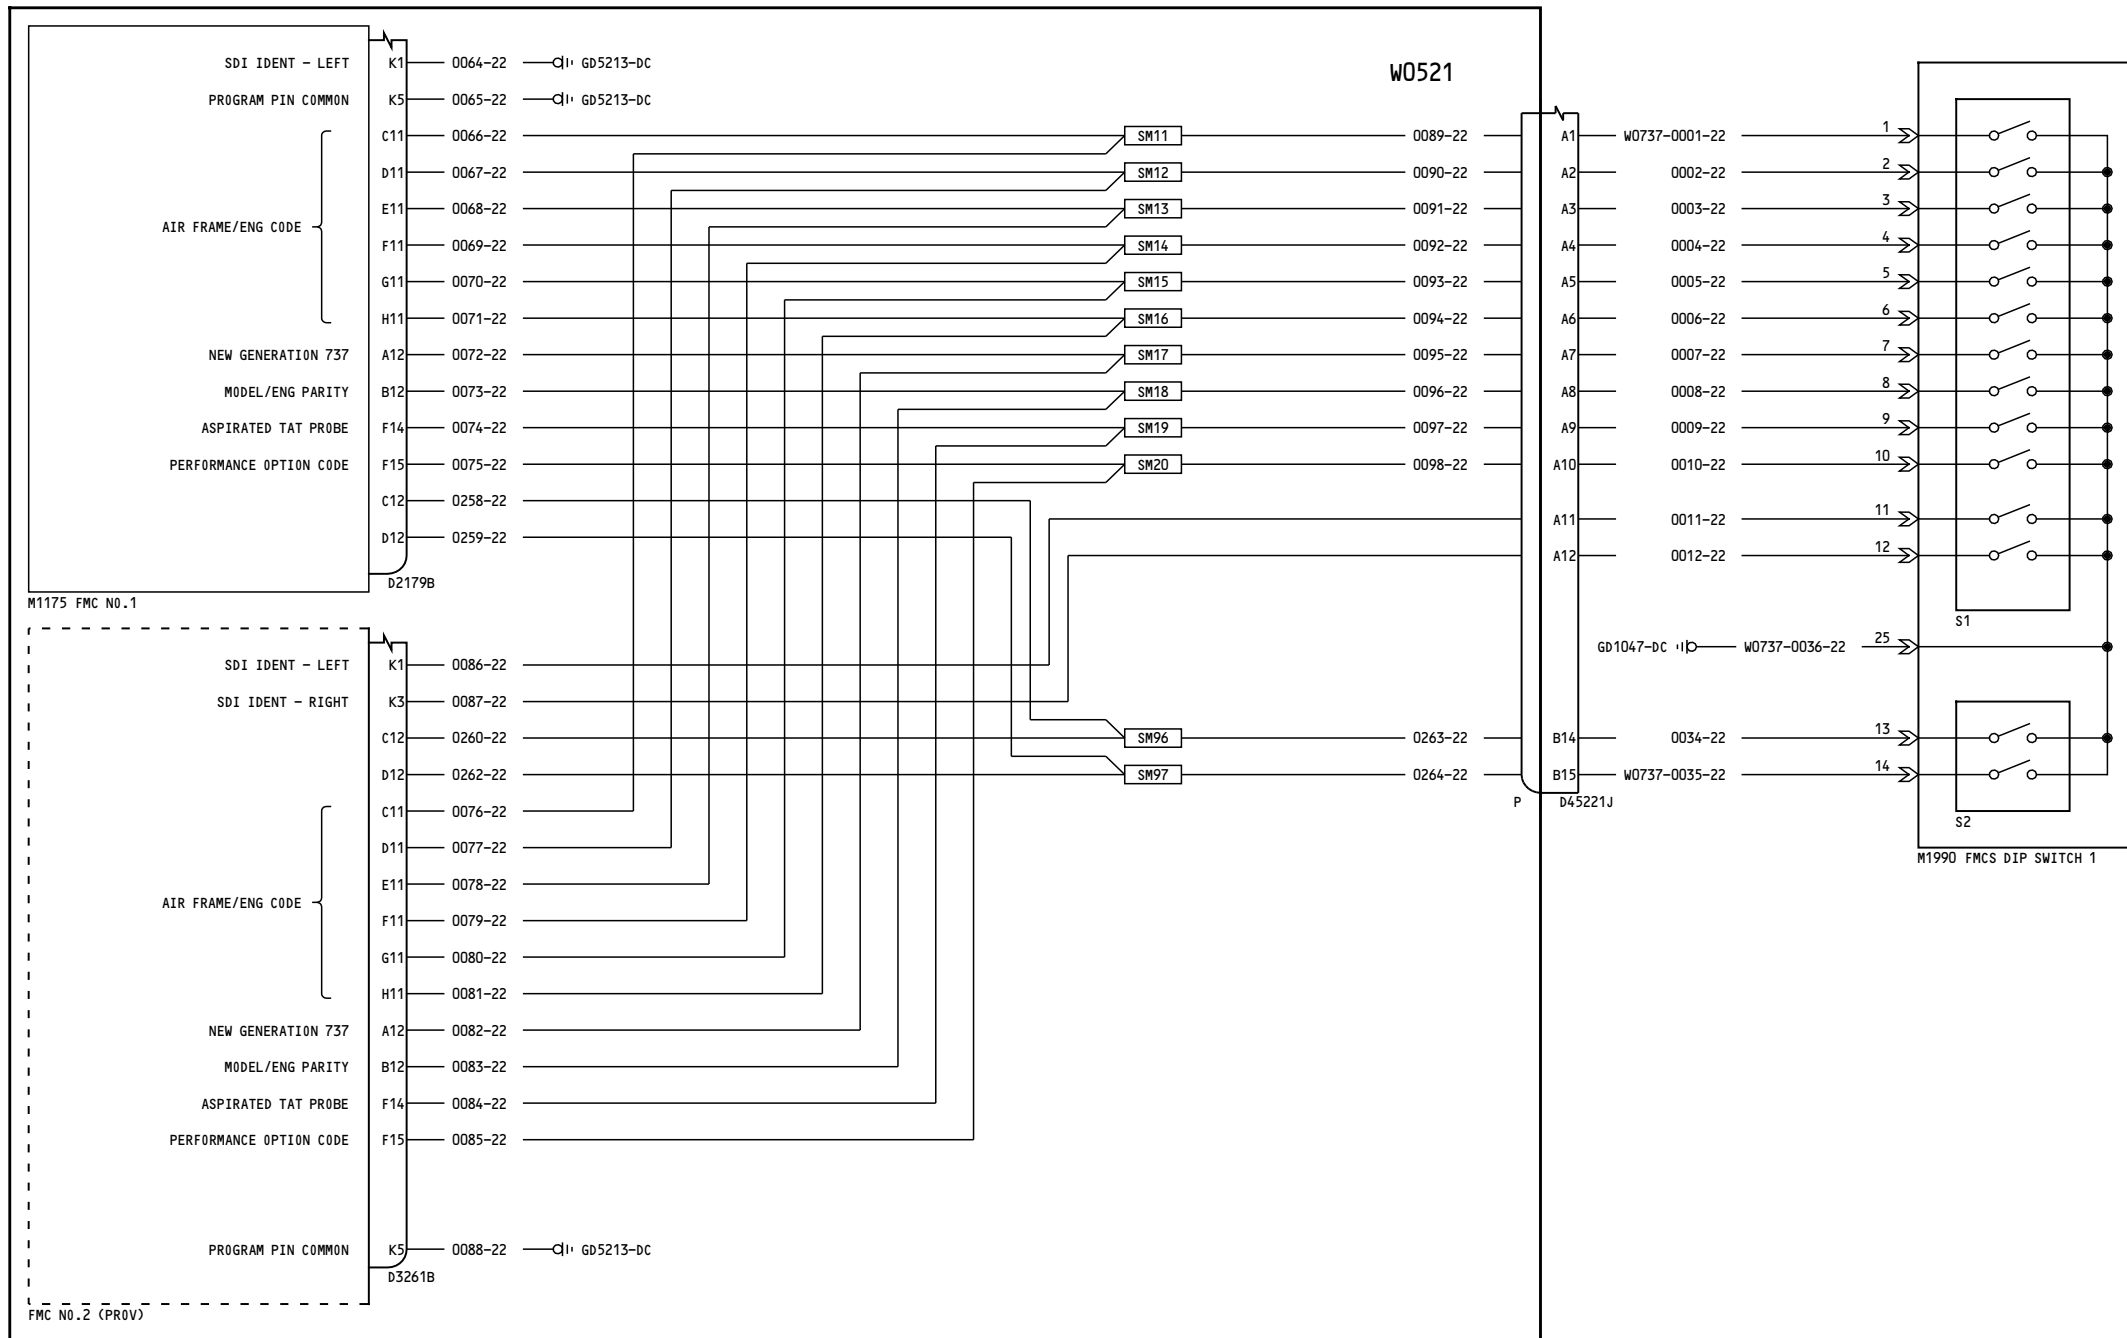 W0521
SDI IDENT - LEFT K1 0064-22 GD5213-DC
PROGRAM PIN COMMON K5 0065-22 GD5213-DC
C11 0066-22 SM11 0089-22 A1 W0737-0001-22 1
D11 0067-22 SM12 0090-22 A2 0002-22 2
E11 0068-22 SM13 0091-22 A3 0003-22 3
AIR FRAME/ENG CODE
F11 0069-22 SM14 0092-22 A4 0004-22 4
G11 0070-22 SM15 0093-22 A5 0005-22 5
H11 0071-22 SM16 0094-22 A6 0006-22 6
NEW GENERATION 737 A12 0072-22 SM17 0095-22 A7 0007-22 7
MODEL/ENG PARITY B12 0073-22 SM18 0096-22 A8 0008-22 8
ASPIRATED TAT PROBE F14 0074-22 SM19 0097-22 A9 0009-22 9
PERFORMANCE OPTION CODE F15 0075-22 SM20 0098-22 A10 0010-22 10
C12 0258-22
A11 0011-22 11
D12 0259-22
A12 0012-22 12
D2179B
M1175 FMC NO.1
S1
GD1047-DC W0737-0036-22 25
SDI IDENT - LEFT K1 0086-22
SDI IDENT - RIGHT K3 0087-22
C12 0260-22 SM96 0263-22 B14 0034-22 13
D12 0262-22 SM97 0264-22 B15 W0737-0035-22 14
P D45221J
S2
M1990 FMCS DIP SWITCH 1
C11 0076-22
D11 0077-22
E11 0078-22
AIR FRAME/ENG CODE
F11 0079-22
G11 0080-22
H11 0081-22
NEW GENERATION 737 A12 0082-22
MODEL/ENG PARITY B12 0083-22
ASPIRATED TAT PROBE F14 0084-22
PERFORMANCE OPTION CODE F15 0085-22
PROGRAM PIN COMMON K5 0088-22 GD5213-DC
D3261B
FMC NO.2 (PROV)